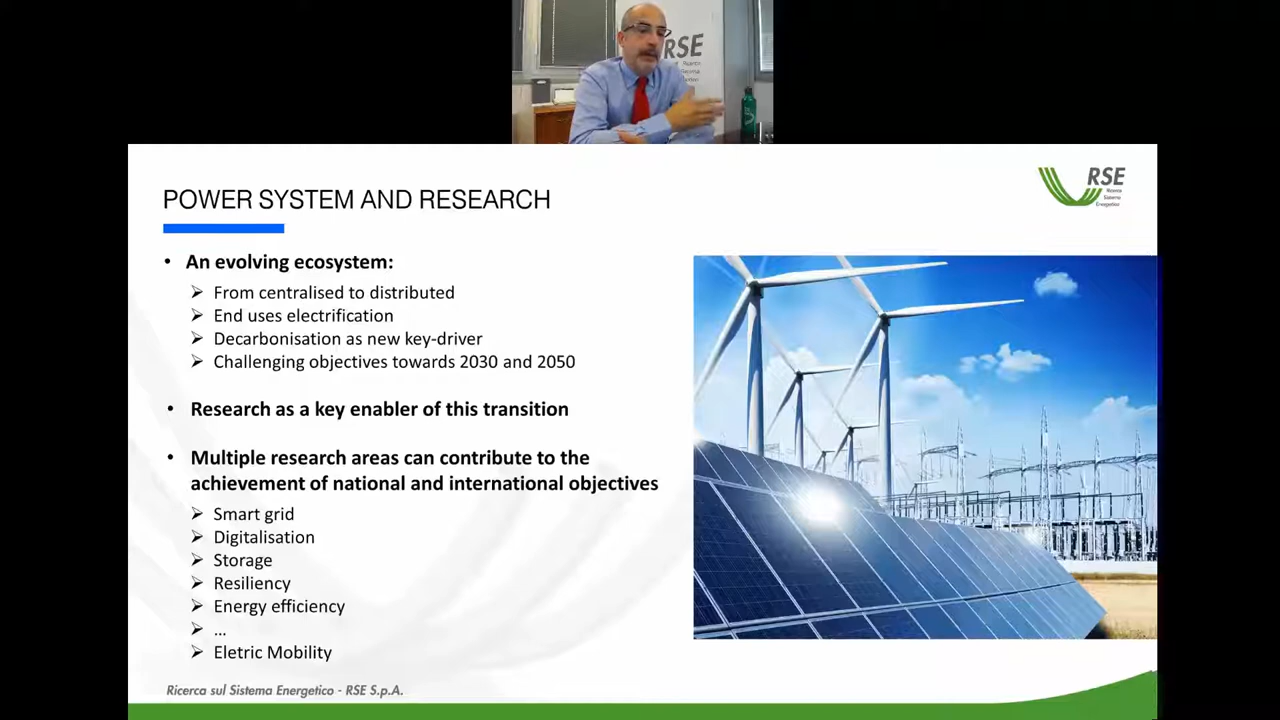 RSE
Ricerca
Sistema
POWER SYSTEM AND RESEARCH
RSE
Ricerca
Sistema
Energetico
• An evolving ecosystem:
➢ From centralised to distributed
➢ End uses electrification
➢ Decarbonisation as new key-driver
➢ Challenging objectives towards 2030 and 2050
• Research as a key enabler of this transition
• Multiple research areas can contribute to the
achievement of national and international objectives
➢ Smart grid
➢ Digitalisation
➢ Storage
➢ Resiliency
➢ Energy efficiency
➢ ...
➢ Eletric Mobility
Ricerca sul Sistema Energetico - RSE S.p.A.